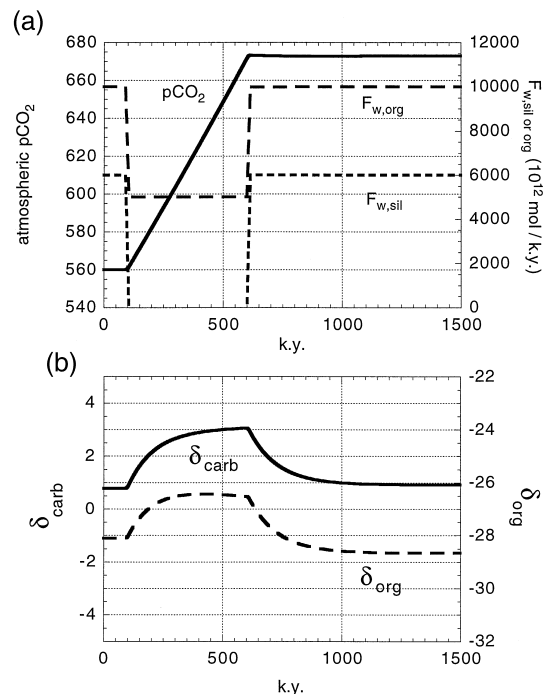 (a)
680
660
640
620
600
580
560
540
atmospheric pCO2
pCO2
Fw,org
Fw,sil
12000
10000
8000
6000
4000
2000
0
Fw,sil or org (10^12 mol / k.y.)
0 500 1000 1500
k.y.
(b)
4
2
0
-2
-4
δcarb
δcarb
δorg
-22
-24
-26
-28
-30
-32
δorg
0 500 1000 1500
k.y.